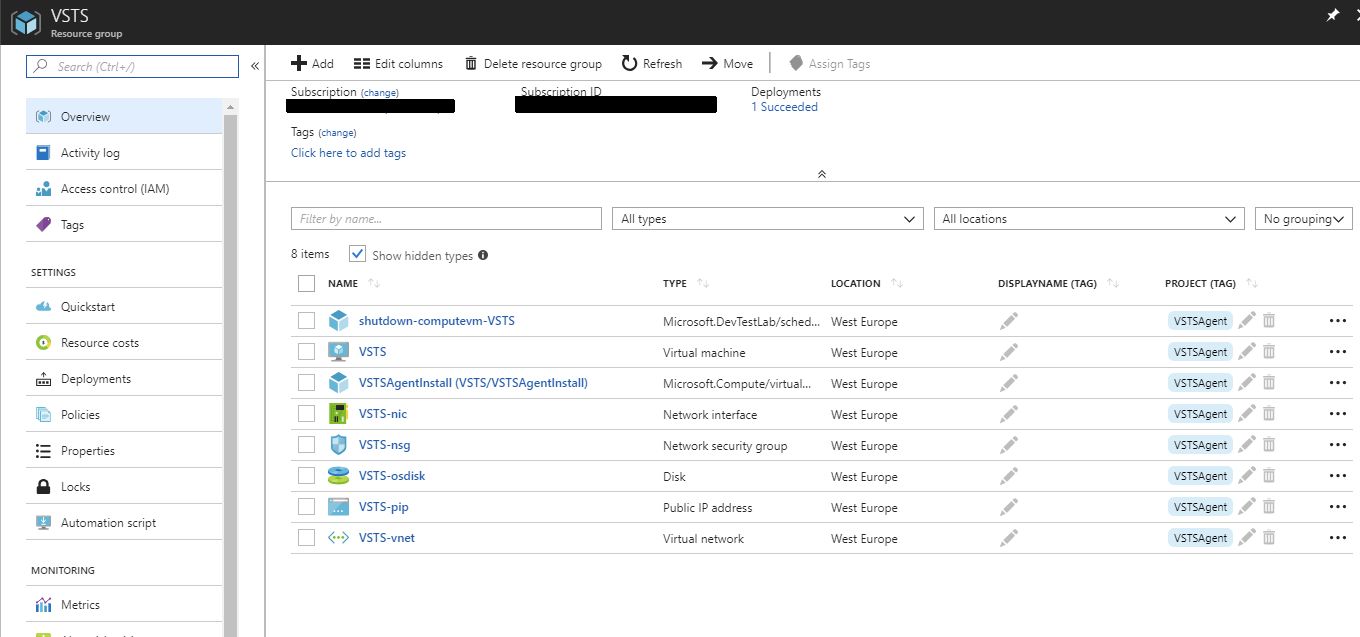 VSTS
Resource group
Search (Ctrl+/)
«
Overview
Activity log
Access control (IAM)
Tags
SETTINGS
Quickstart
Resource costs
Deployments
Policies
Properties
Locks
Automation script
MONITORING
Metrics
Add Edit columns Delete resource group Refresh Move Assign Tags
Subscription (change) Subscription ID Deployments
1 Succeeded
Tags (change)
Click here to add tags
Filter by name... All types All locations No grouping
8 items Show hidden types
NAME TYPE LOCATION DISPLAYNAME (TAG) PROJECT (TAG)
shutdown-computevm-VSTS Microsoft.DevTestLab/sched... West Europe VSTSAgent
VSTS Virtual machine West Europe VSTSAgent
VSTSAgentInstall (VSTS/VSTSAgentInstall) Microsoft.Compute/virtual... West Europe VSTSAgent
VSTS-nic Network interface West Europe VSTSAgent
VSTS-nsg Network security group West Europe VSTSAgent
VSTS-osdisk Disk West Europe VSTSAgent
VSTS-pip Public IP address West Europe VSTSAgent
VSTS-vnet Virtual network West Europe VSTSAgent